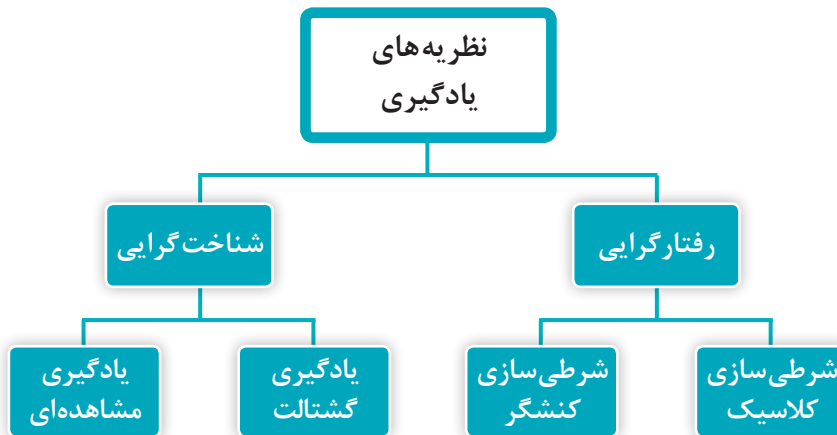 نظریه‌های
یادگیری
رفتارگرایی
شناخت‌گرایی
شرطی‌سازی
کلاسیک
شرطی‌سازی
کنشگر
یادگیری
گشتالت
یادگیری
مشاهده‌ای